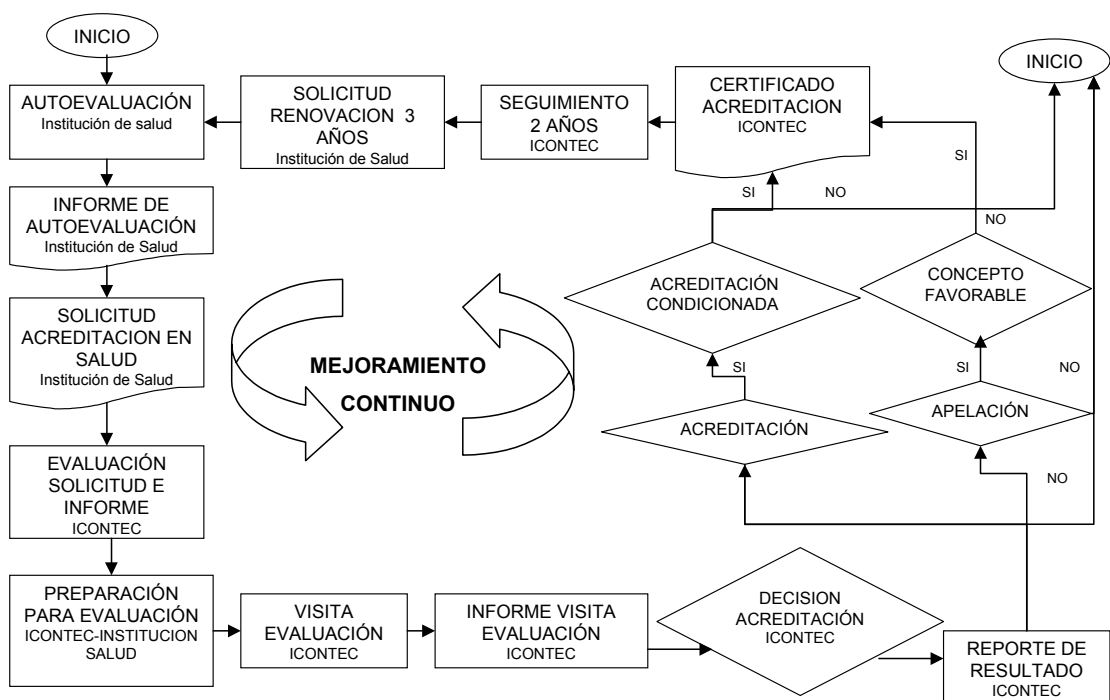 INICIO
INICIO
AUTOEVALUACIÓN
Institución de salud
SOLICITUD
RENOVACION 3
AÑOS
Institución de Salud
SEGUIMIENTO
2 AÑOS
ICONTEC
CERTIFICADO
ACREDITACION
ICONTEC
SI
SI
NO
NO
INFORME DE
AUTOEVALUACIÓN
Institución de Salud
ACREDITACIÓN
CONDICIONADA
CONCEPTO
FAVORABLE
SOLICITUD
ACREDITACION EN
SALUD
Institución de Salud
MEJORAMIENTO
CONTINUO
SI
SI
NO
ACREDITACIÓN
APELACIÓN
EVALUACIÓN
SOLICITUD E
INFORME
ICONTEC
NO
PREPARACIÓN
PARA EVALUACIÓN
ICONTEC-INSTITUCION
SALUD
VISITA
EVALUACIÓN
ICONTEC
INFORME VISITA
EVALUACIÓN
ICONTEC
DECISION
ACREDITACIÓN
ICONTEC
REPORTE DE
RESULTADO
ICONTEC